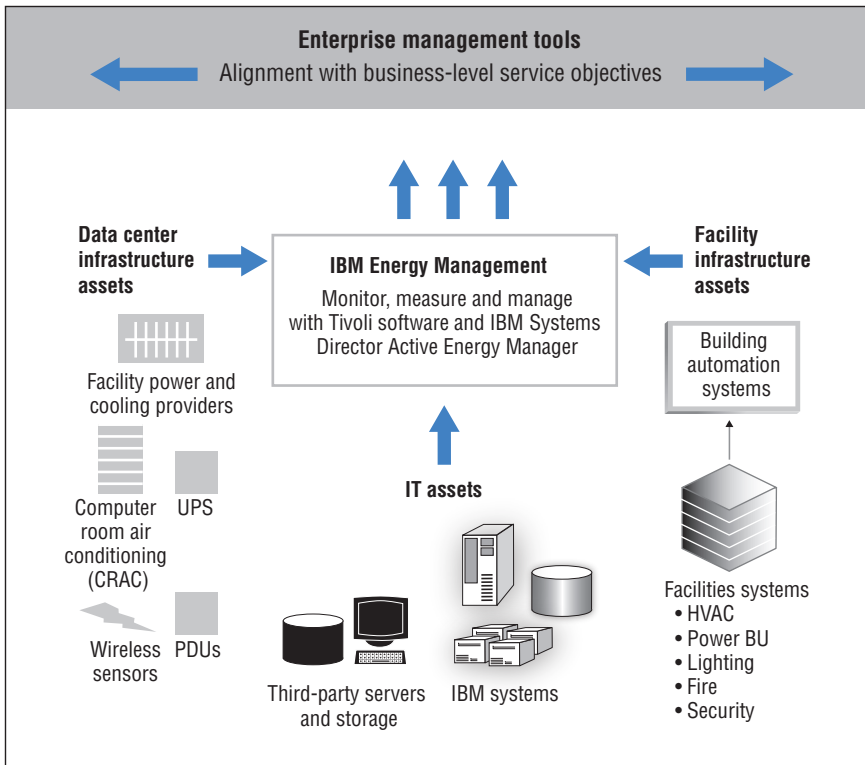 Enterprise management tools
Alignment with business-level service objectives
Data center
infrastructure
assets
IBM Energy Management
Monitor, measure and manage
with Tivoli software and IBM Systems
Director Active Energy Manager
Facility
infrastructure
assets
Building
automation
systems
Facility power and
cooling providers
Computer
room air
conditioning
(CRAC)
UPS
Wireless
sensors
PDUs
IT assets
Third-party servers
and storage
IBM systems
Facilities systems
• HVAC
• Power BU
• Lighting
• Fire
• Security